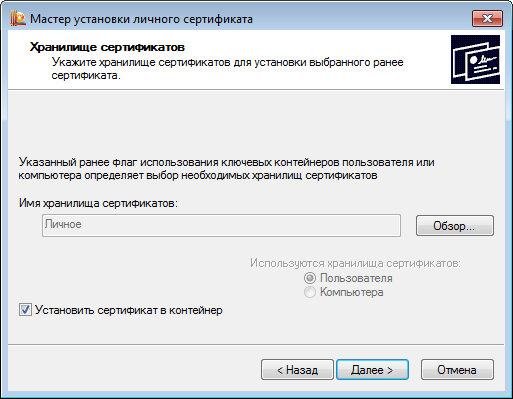 Мастер установки личного сертификата
Хранилище сертификатов
Укажите хранилище сертификатов для установки выбранного ранее
сертификата.
Указанный ранее флаг использования ключевых контейнеров пользователя или
компьютера определяет выбор необходимых хранилищ сертификатов
Имя хранилища сертификатов:
Личное
Обзор...
Используются хранилища сертификатов:
Пользователя
Компьютера
Установить сертификат в контейнер
< Назад
Далее >
Отмена